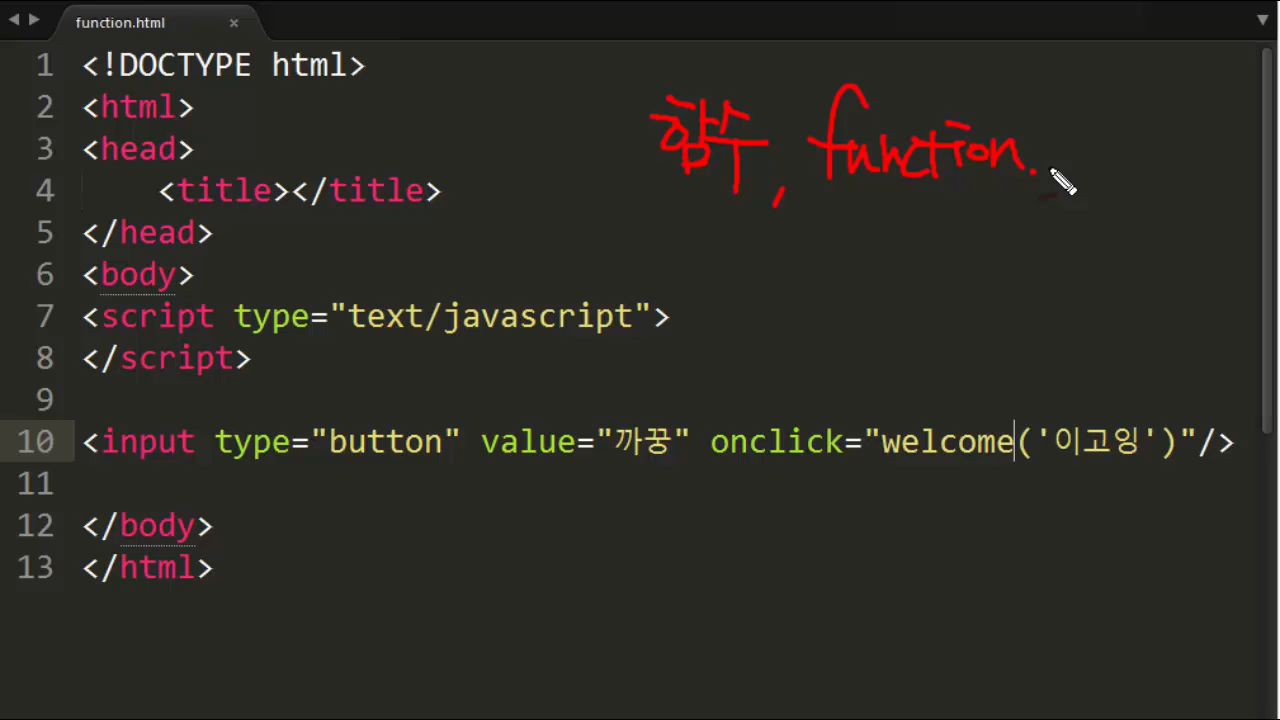 function.html ×
1 <!DOCTYPE html>
2 <html>
3 <head>
함수, function.
4     <title></title>
5 </head>
6 <body>
7 <script type="text/javascript">
8 </script>
9
10 <input type="button" value="까꿍" onclick="welcome('이고잉')"/>
11
12 </body>
13 </html>